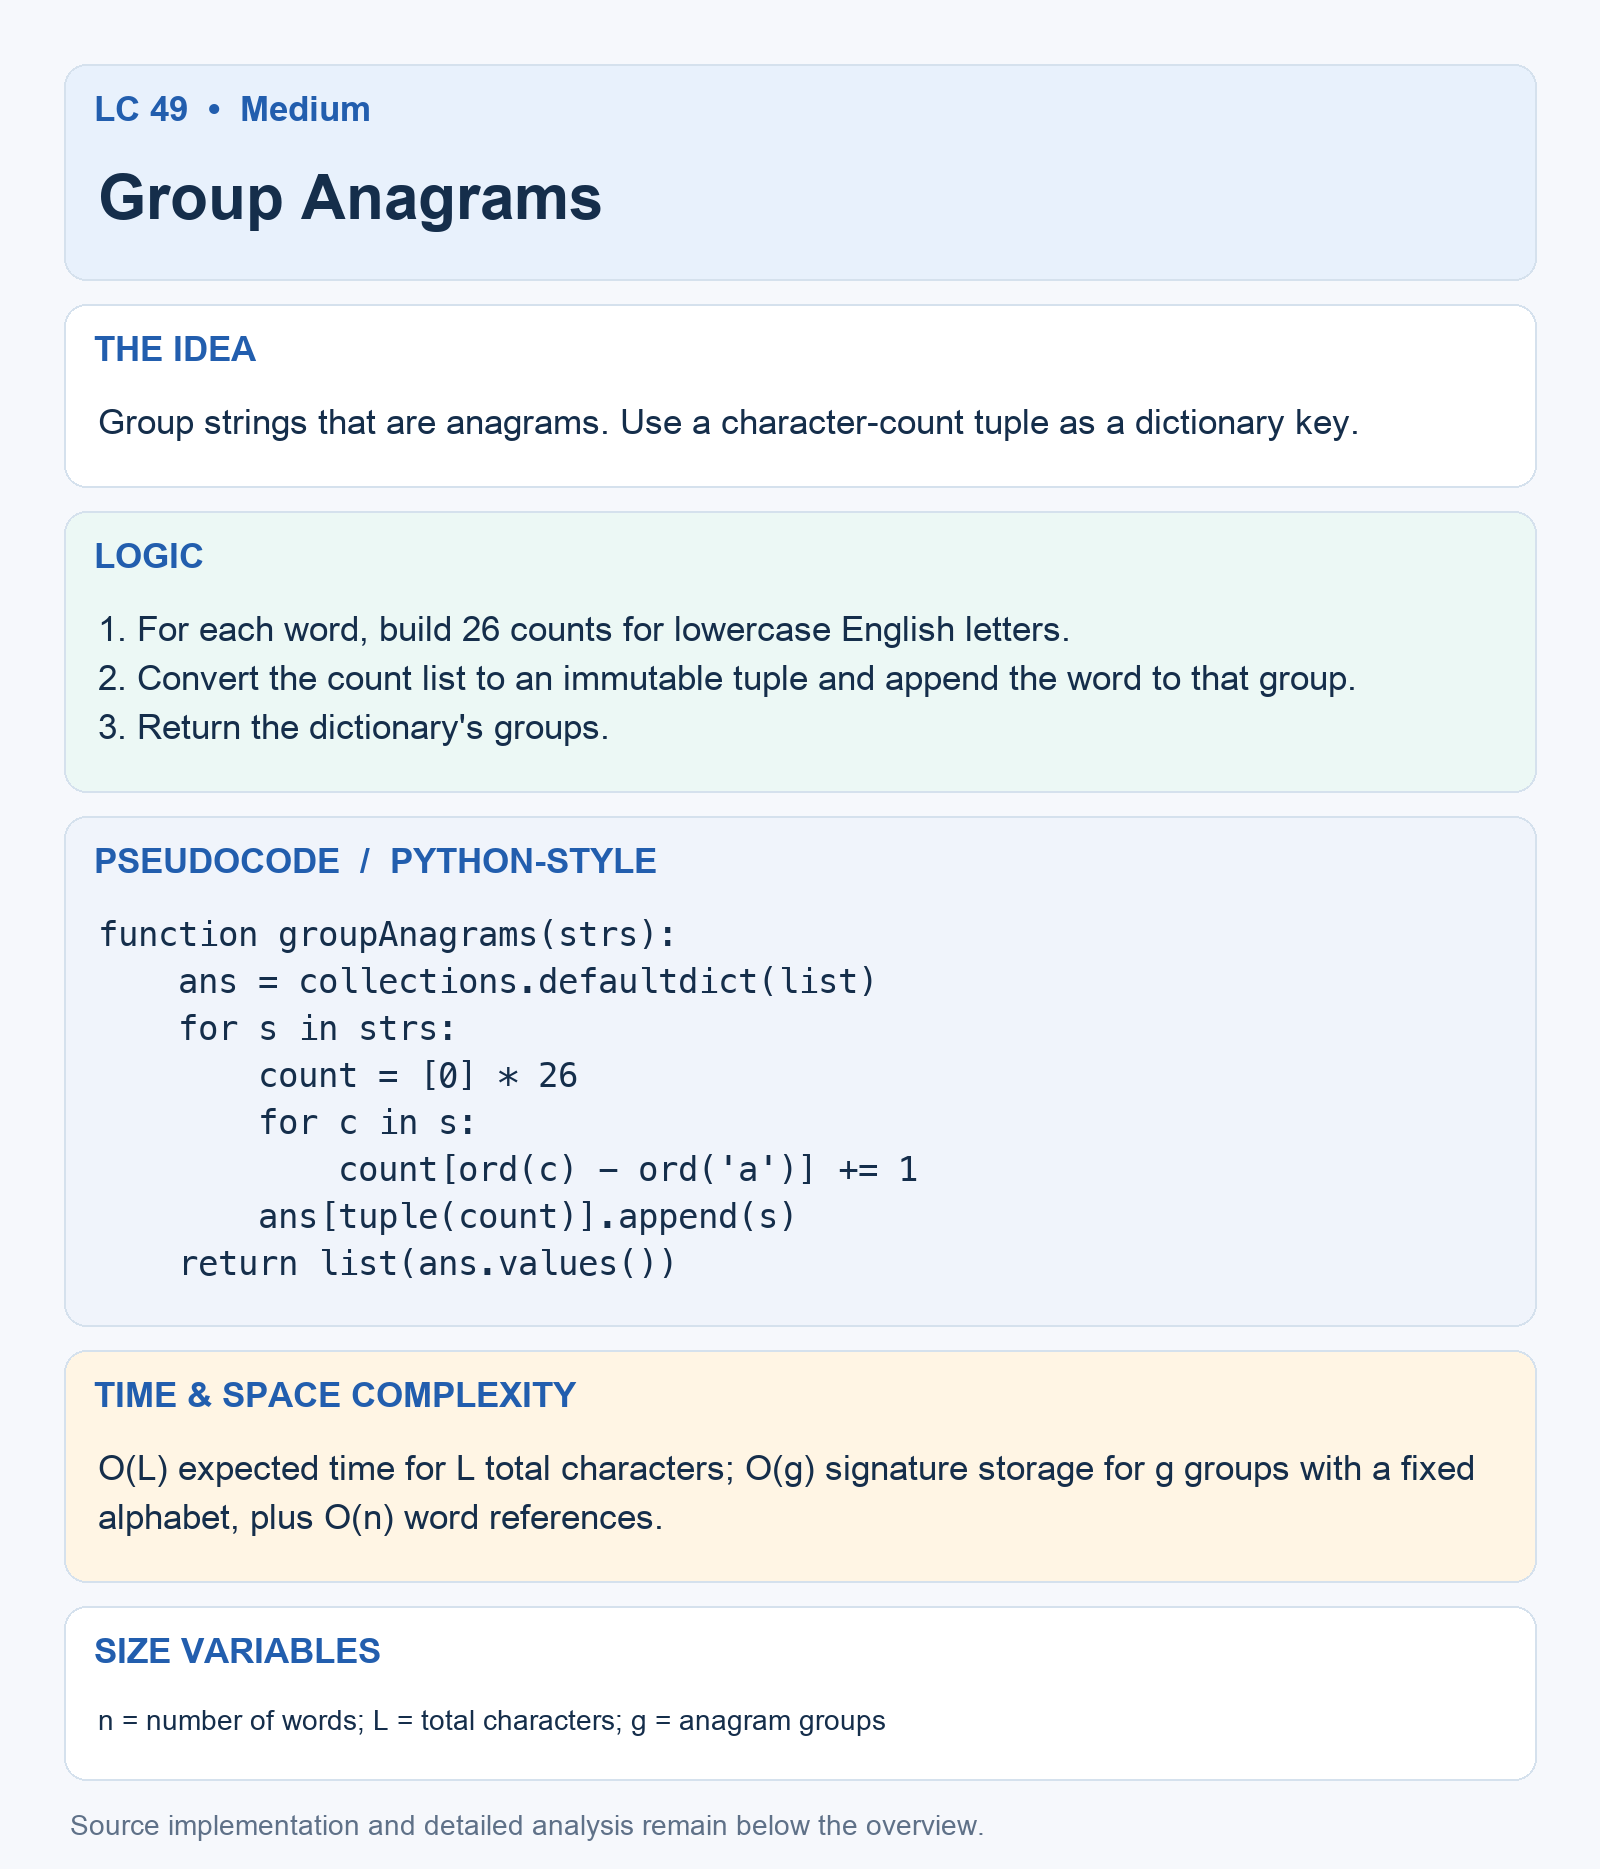 LC 49 • Medium
Group Anagrams
THE IDEA
Group strings that are anagrams. Use a character-count tuple as a dictionary key.
LOGIC
1. For each word, build 26 counts for lowercase English letters.
2. Convert the count list to an immutable tuple and append the word to that group.
3. Return the dictionary's groups.
PSEUDOCODE / PYTHON-STYLE
function groupAnagrams(strs):
    ans = collections.defaultdict(list)
    for s in strs:
        count = [0] * 26
        for c in s:
            count[ord(c) − ord('a')] += 1
        ans[tuple(count)].append(s)
    return list(ans.values())
TIME & SPACE COMPLEXITY
O(L) expected time for L total characters; O(g) signature storage for g groups with a fixed
alphabet, plus O(n) word references.
SIZE VARIABLES
n = number of words; L = total characters; g = anagram groups
Source implementation and detailed analysis remain below the overview.